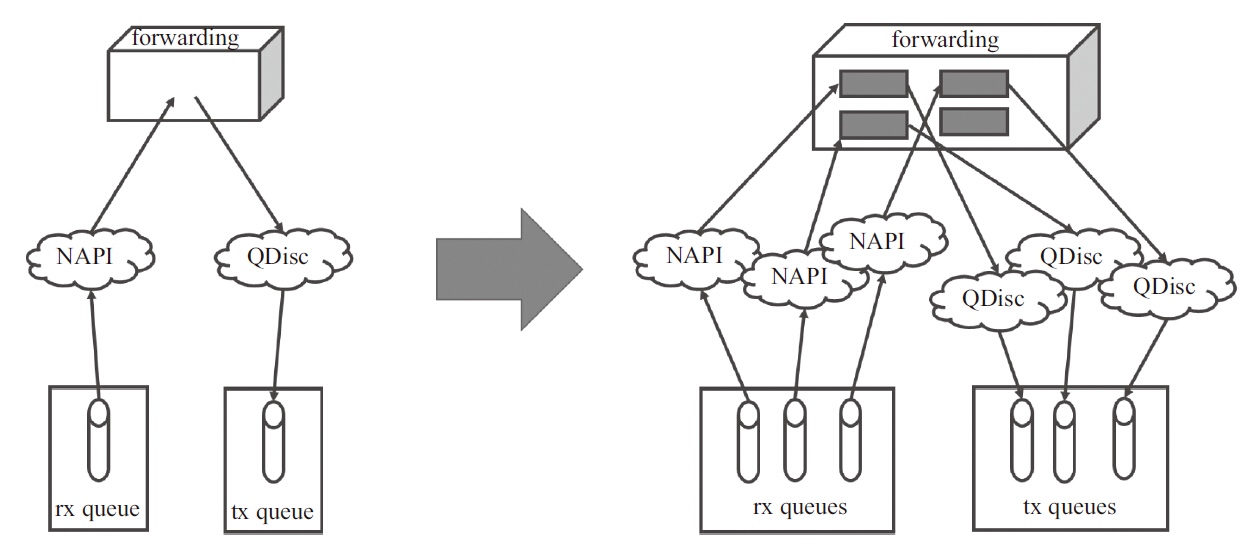 forwarding
NAPI
QDisc
rx queue
tx queue
forwarding
NAPI
NAPI
NAPI
QDisc
QDisc
QDisc
rx queues
tx queues